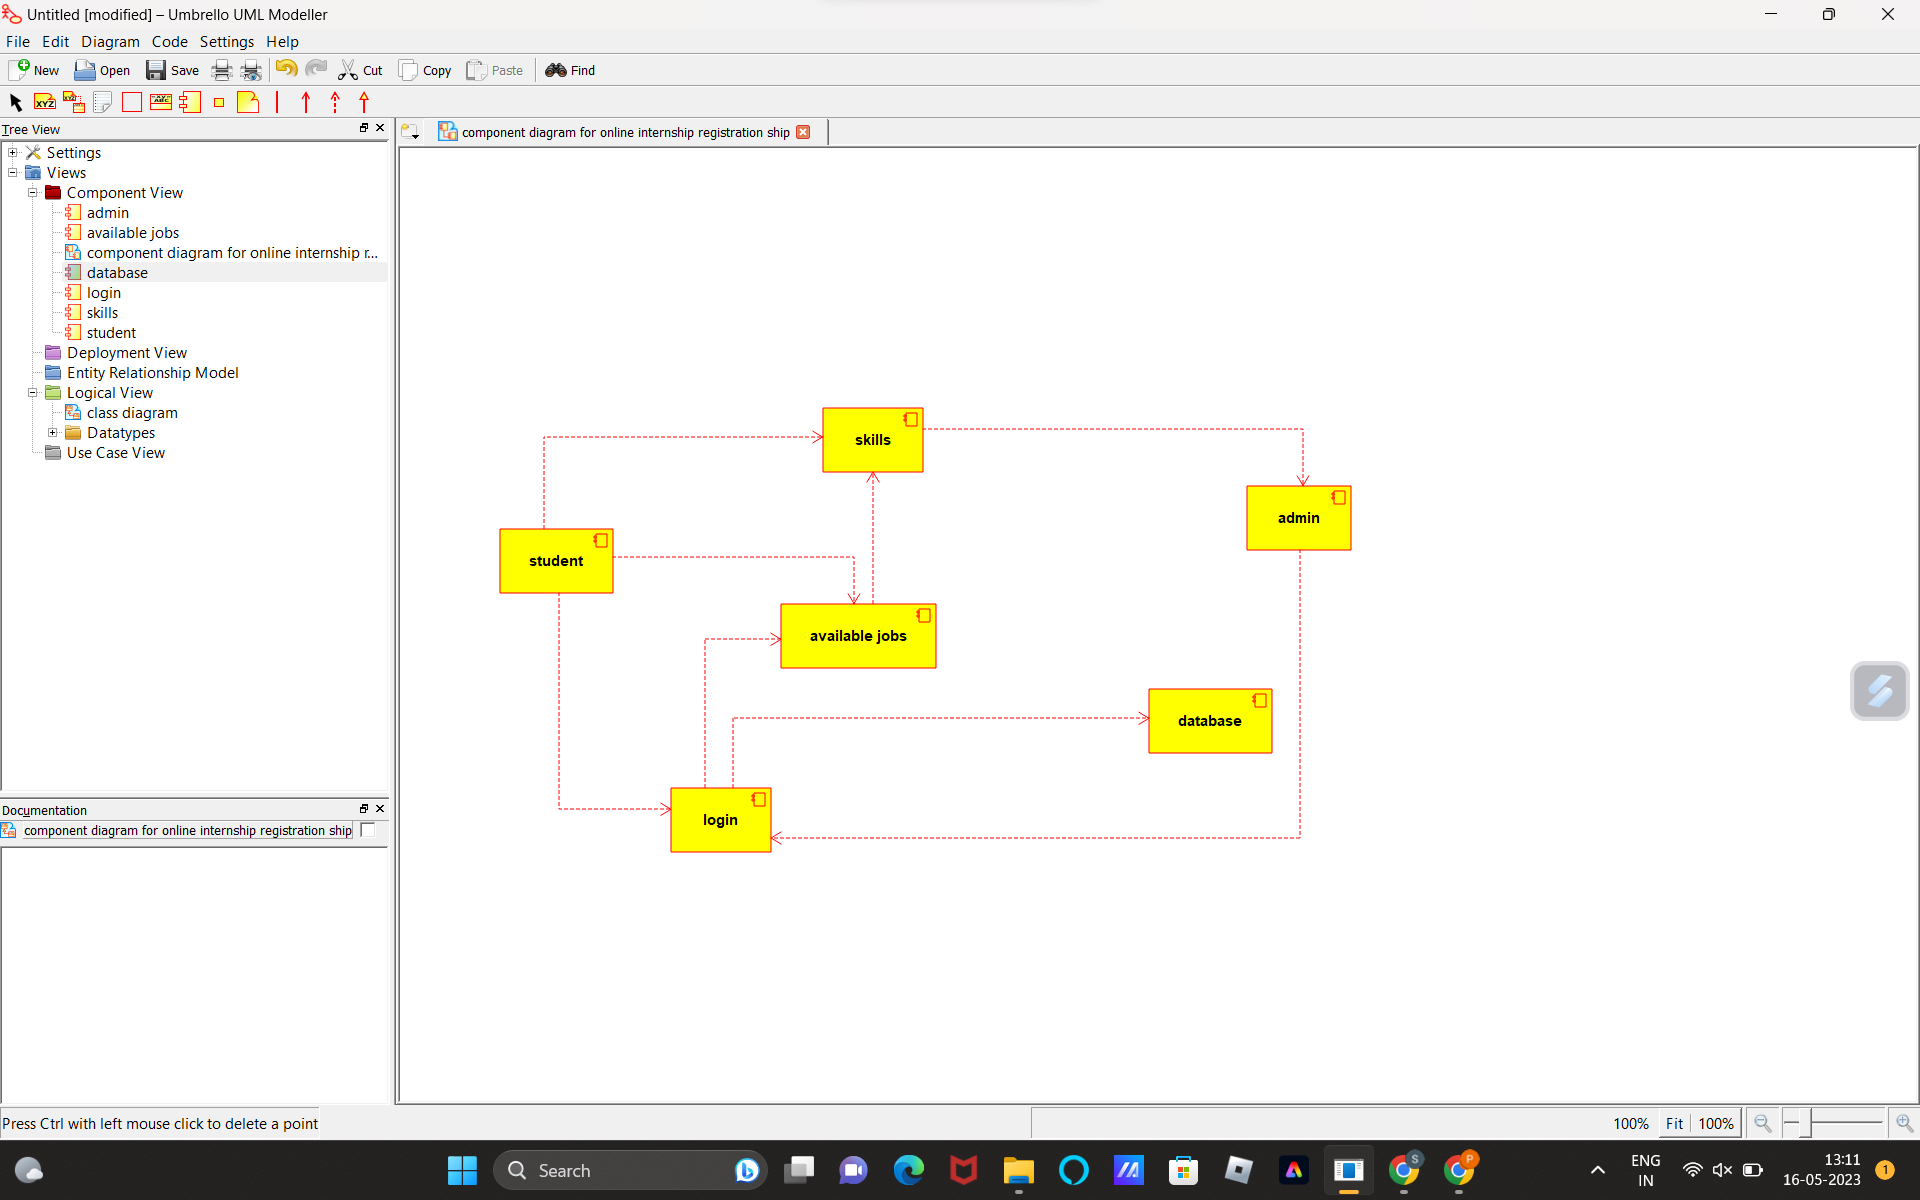 Untitled [modified] – Umbrello UML Modeller
File Edit Diagram Code Settings Help
New Open Save Cut Copy Paste Find
XYZ
Tree View
component diagram for online internship registration ship
Settings
Views
Component View
admin
available jobs
component diagram for online internship r...
database
login
skills
student
Deployment View
Entity Relationship Model
Logical View
class diagram
Datatypes
Use Case View
skills
admin
student
available jobs
database
login
Documentation
component diagram for online internship registration ship
Press Ctrl with left mouse click to delete a point
100% Fit 100%
Search
S
P
ENG
IN
13:11
16-05-2023
1